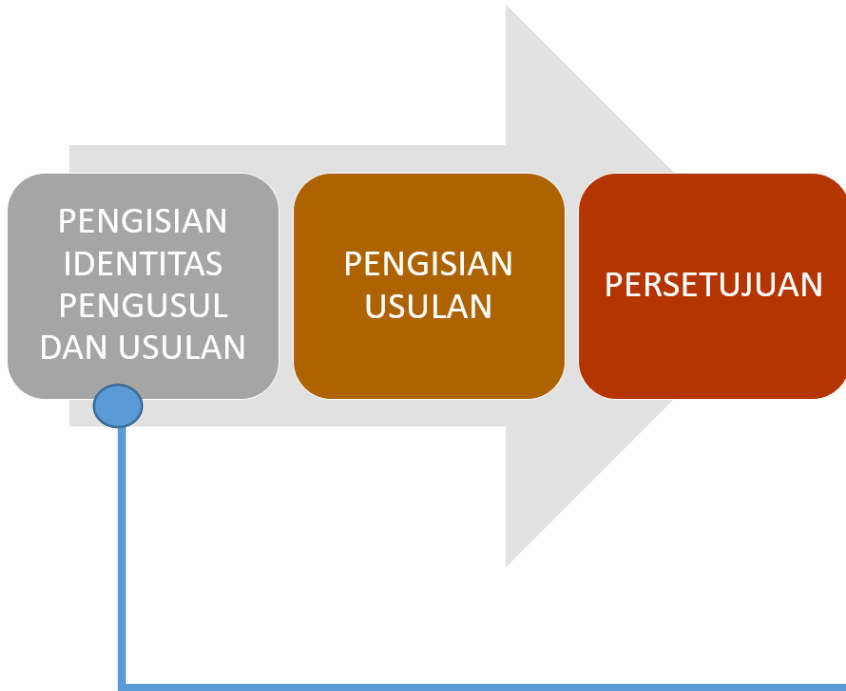 PENGISIAN
IDENTITAS
PENGUSUL
DAN USULAN
PENGISIAN
USULAN
PERSETUJUAN